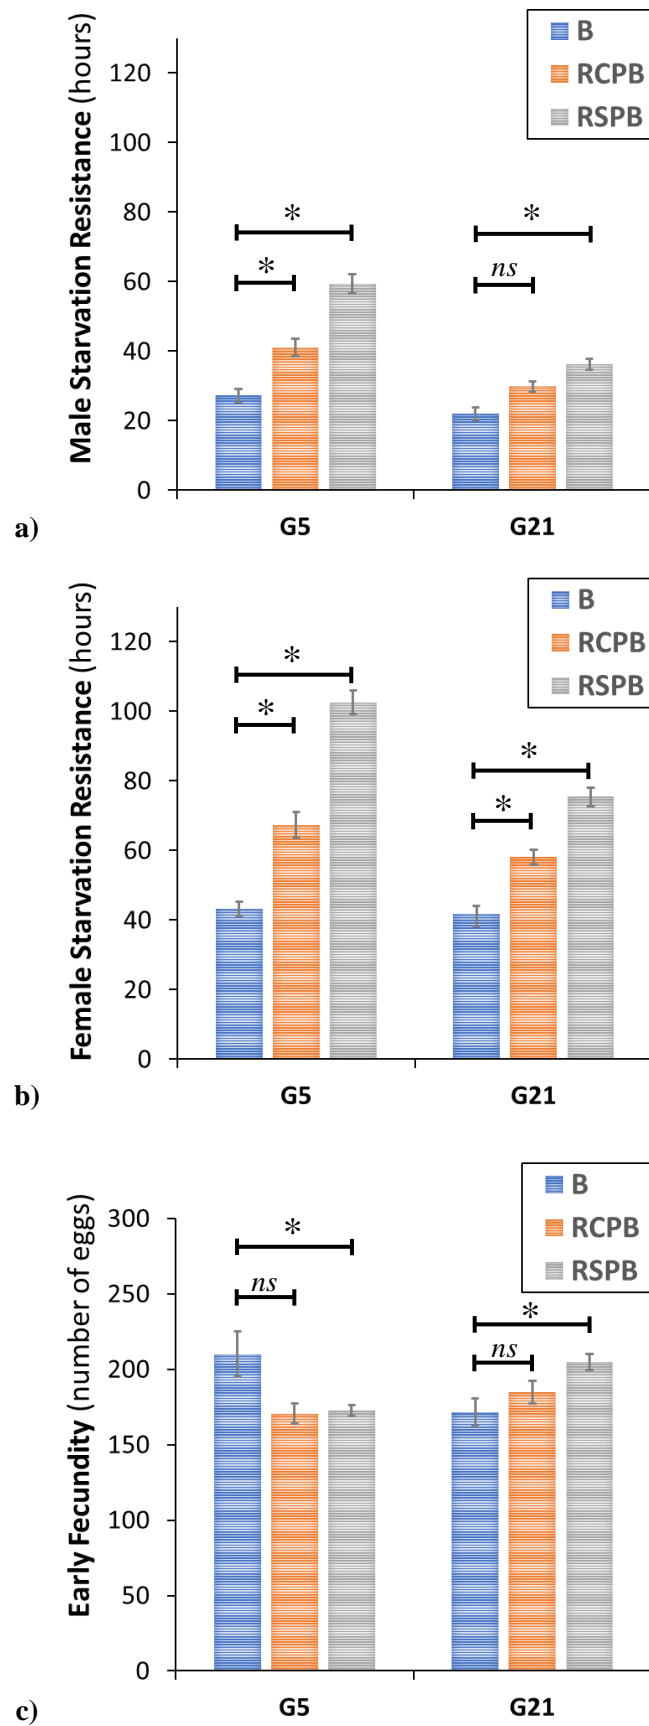 B
RCPB
RSPB
Male Starvation Resistance (hours)
120
100
80
60
40
20
0
*
*
*
ns
G5
G21
a)
B
RCPB
RSPB
Female Starvation Resistance (hours)
120
100
80
60
40
20
0
*
*
*
*
G5
G21
b)
B
RCPB
RSPB
Early Fecundity (number of eggs)
300
250
200
150
100
50
0
*
ns
*
ns
G5
G21
c)